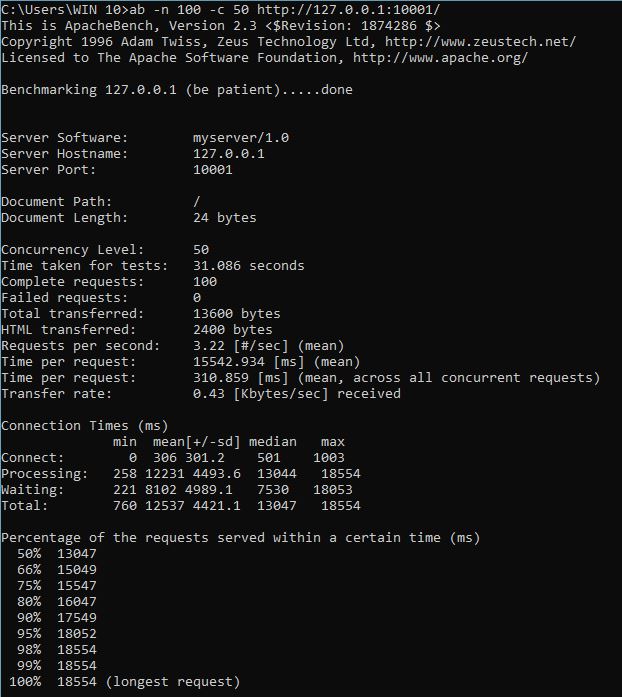 C:\Users\WIN 10>ab -n 100 -c 50 http://127.0.0.1:10001/
This is ApacheBench, Version 2.3 <$Revision: 1874286 $>
Copyright 1996 Adam Twiss, Zeus Technology Ltd, http://www.zeustech.net/
Licensed to The Apache Software Foundation, http://www.apache.org/

Benchmarking 127.0.0.1 (be patient).....done


Server Software:        myserver/1.0
Server Hostname:        127.0.0.1
Server Port:            10001

Document Path:          /
Document Length:        24 bytes

Concurrency Level:      50
Time taken for tests:   31.086 seconds
Complete requests:      100
Failed requests:        0
Total transferred:      13600 bytes
HTML transferred:       2400 bytes
Requests per second:    3.22 [#/sec] (mean)
Time per request:       15542.934 [ms] (mean)
Time per request:       310.859 [ms] (mean, across all concurrent requests)
Transfer rate:          0.43 [Kbytes/sec] received

Connection Times (ms)
              min  mean[+/-sd] median   max
Connect:        0  306 301.2    501    1003
Processing:   258 12231 4493.6  13044   18554
Waiting:      221 8102 4989.1   7530   18053
Total:        760 12537 4421.1  13047   18554

Percentage of the requests served within a certain time (ms)
  50%  13047
  66%  15049
  75%  15547
  80%  16047
  90%  17549
  95%  18052
  98%  18554
  99%  18554
 100%  18554 (longest request)